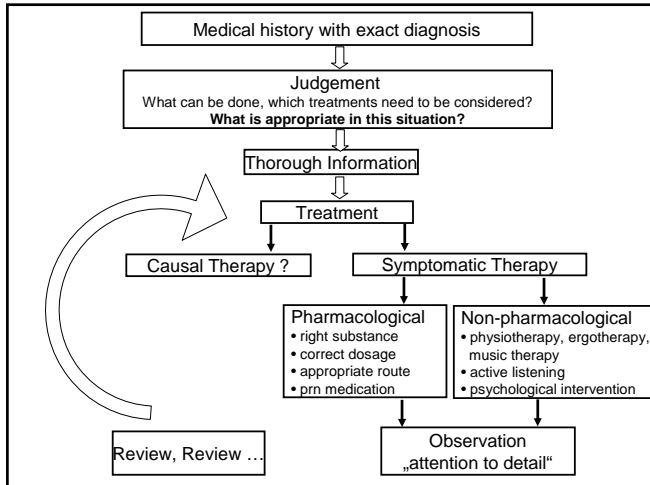 Medical history with exact diagnosis
Judgement
What can be done, which treatments need to be considered?
What is appropriate in this situation?
Thorough Information
Treatment
Causal Therapy ?
Symptomatic Therapy
Pharmacological
• right substance
• correct dosage
• appropriate route
• prn medication
Non-pharmacological
• physiotherapy, ergotherapy,
music therapy
• active listening
• psychological intervention
Review, Review …
Observation
„attention to detail“